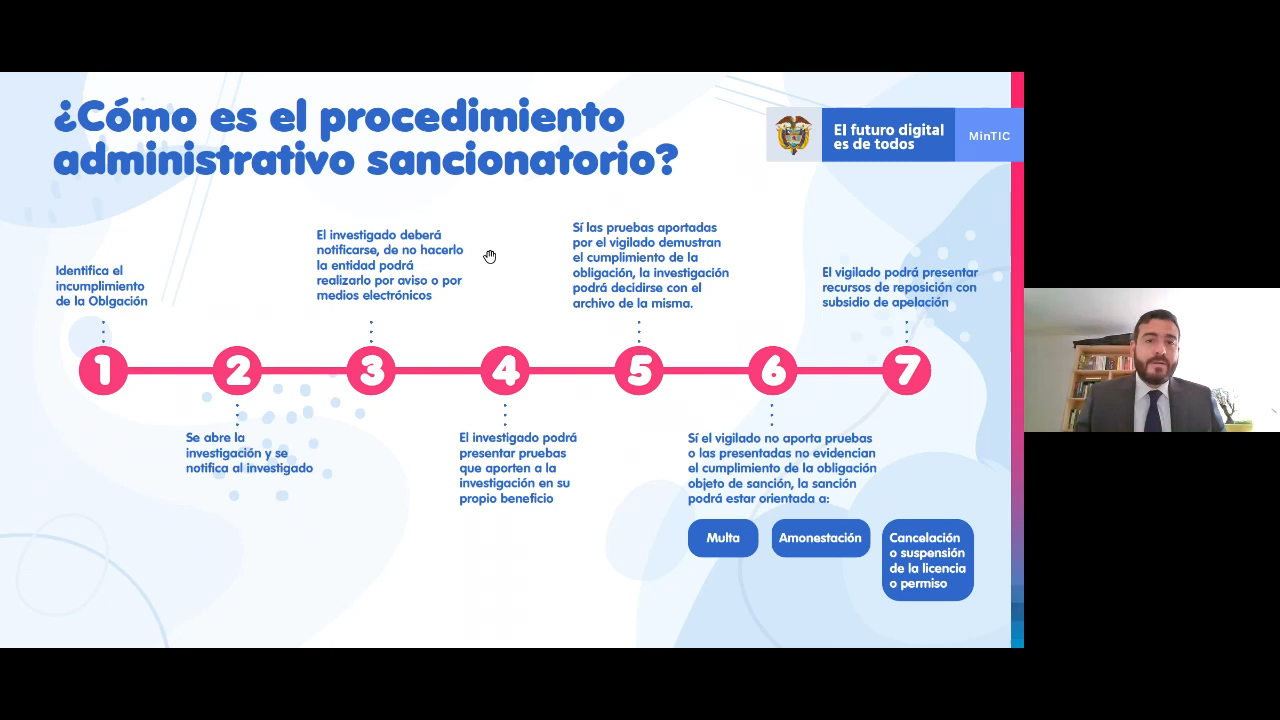 ¿Cómo es el procedimiento
administrativo sancionatorio?
El futuro digital
es de todos
MinTIC
Identifica el
incumplimiento
de la Oblgación
1
Se abre la
investigación y se
notifica al investigado
2
El investigado deberá
notificarse, de no hacerlo
la entidad podrá
realizarlo por aviso o por
medios electrónicos
3
El investigado podrá
presentar pruebas
que aporten a la
investigación en su
propio beneficio
4
Sí las pruebas aportadas
por el vigilado demustran
el cumplimiento de la
obligación, la investigación
podrá decidirse con el
archivo de la misma.
5
6
Sí el vigilado no aporta pruebas
o las presentadas no evidencian
el cumplimiento de la obligación
objeto de sanción, la sanción
podrá estar orientada a:
Multa
Amonestación
Cancelación
o suspensión
de la licencia
o permiso
El vigilado podrá presentar
recursos de reposición con
subsidio de apelación
7